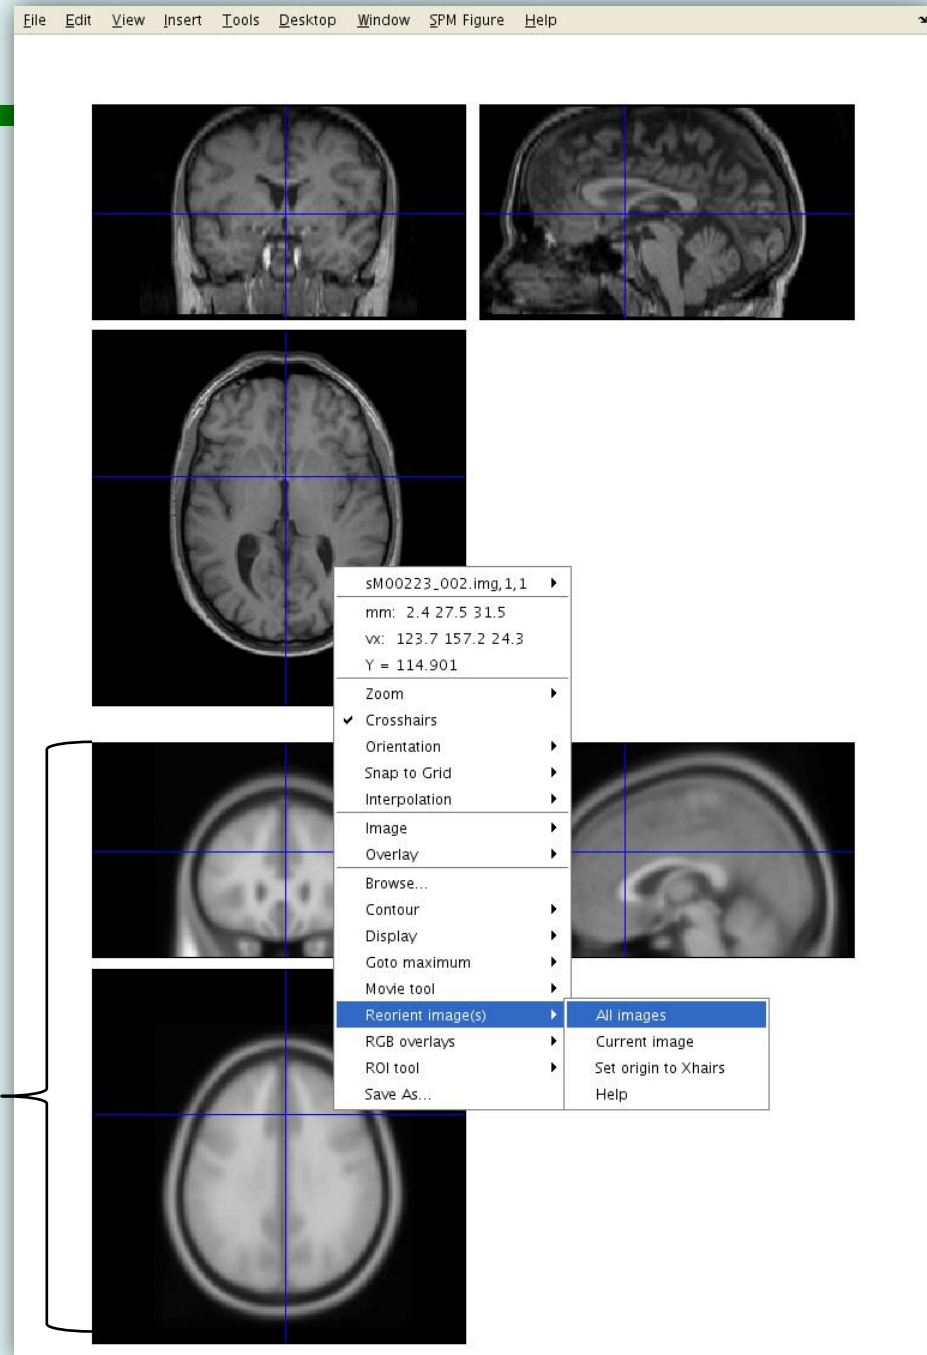 File Edit View Insert Tools Desktop Window SPM Figure Help
sM00223_002.img,1,1
mm: 2.4 27.5 31.5
vx: 123.7 157.2 24.3
Y = 114.901
Zoom
Crosshairs
Orientation
Snap to Grid
Interpolation
Image
Overlay
Browse...
Contour
Display
Goto maximum
Movie tool
Reorient image(s)
All images
RGB overlays
Current image
ROI tool
Set origin to Xhairs
Save As...
Help